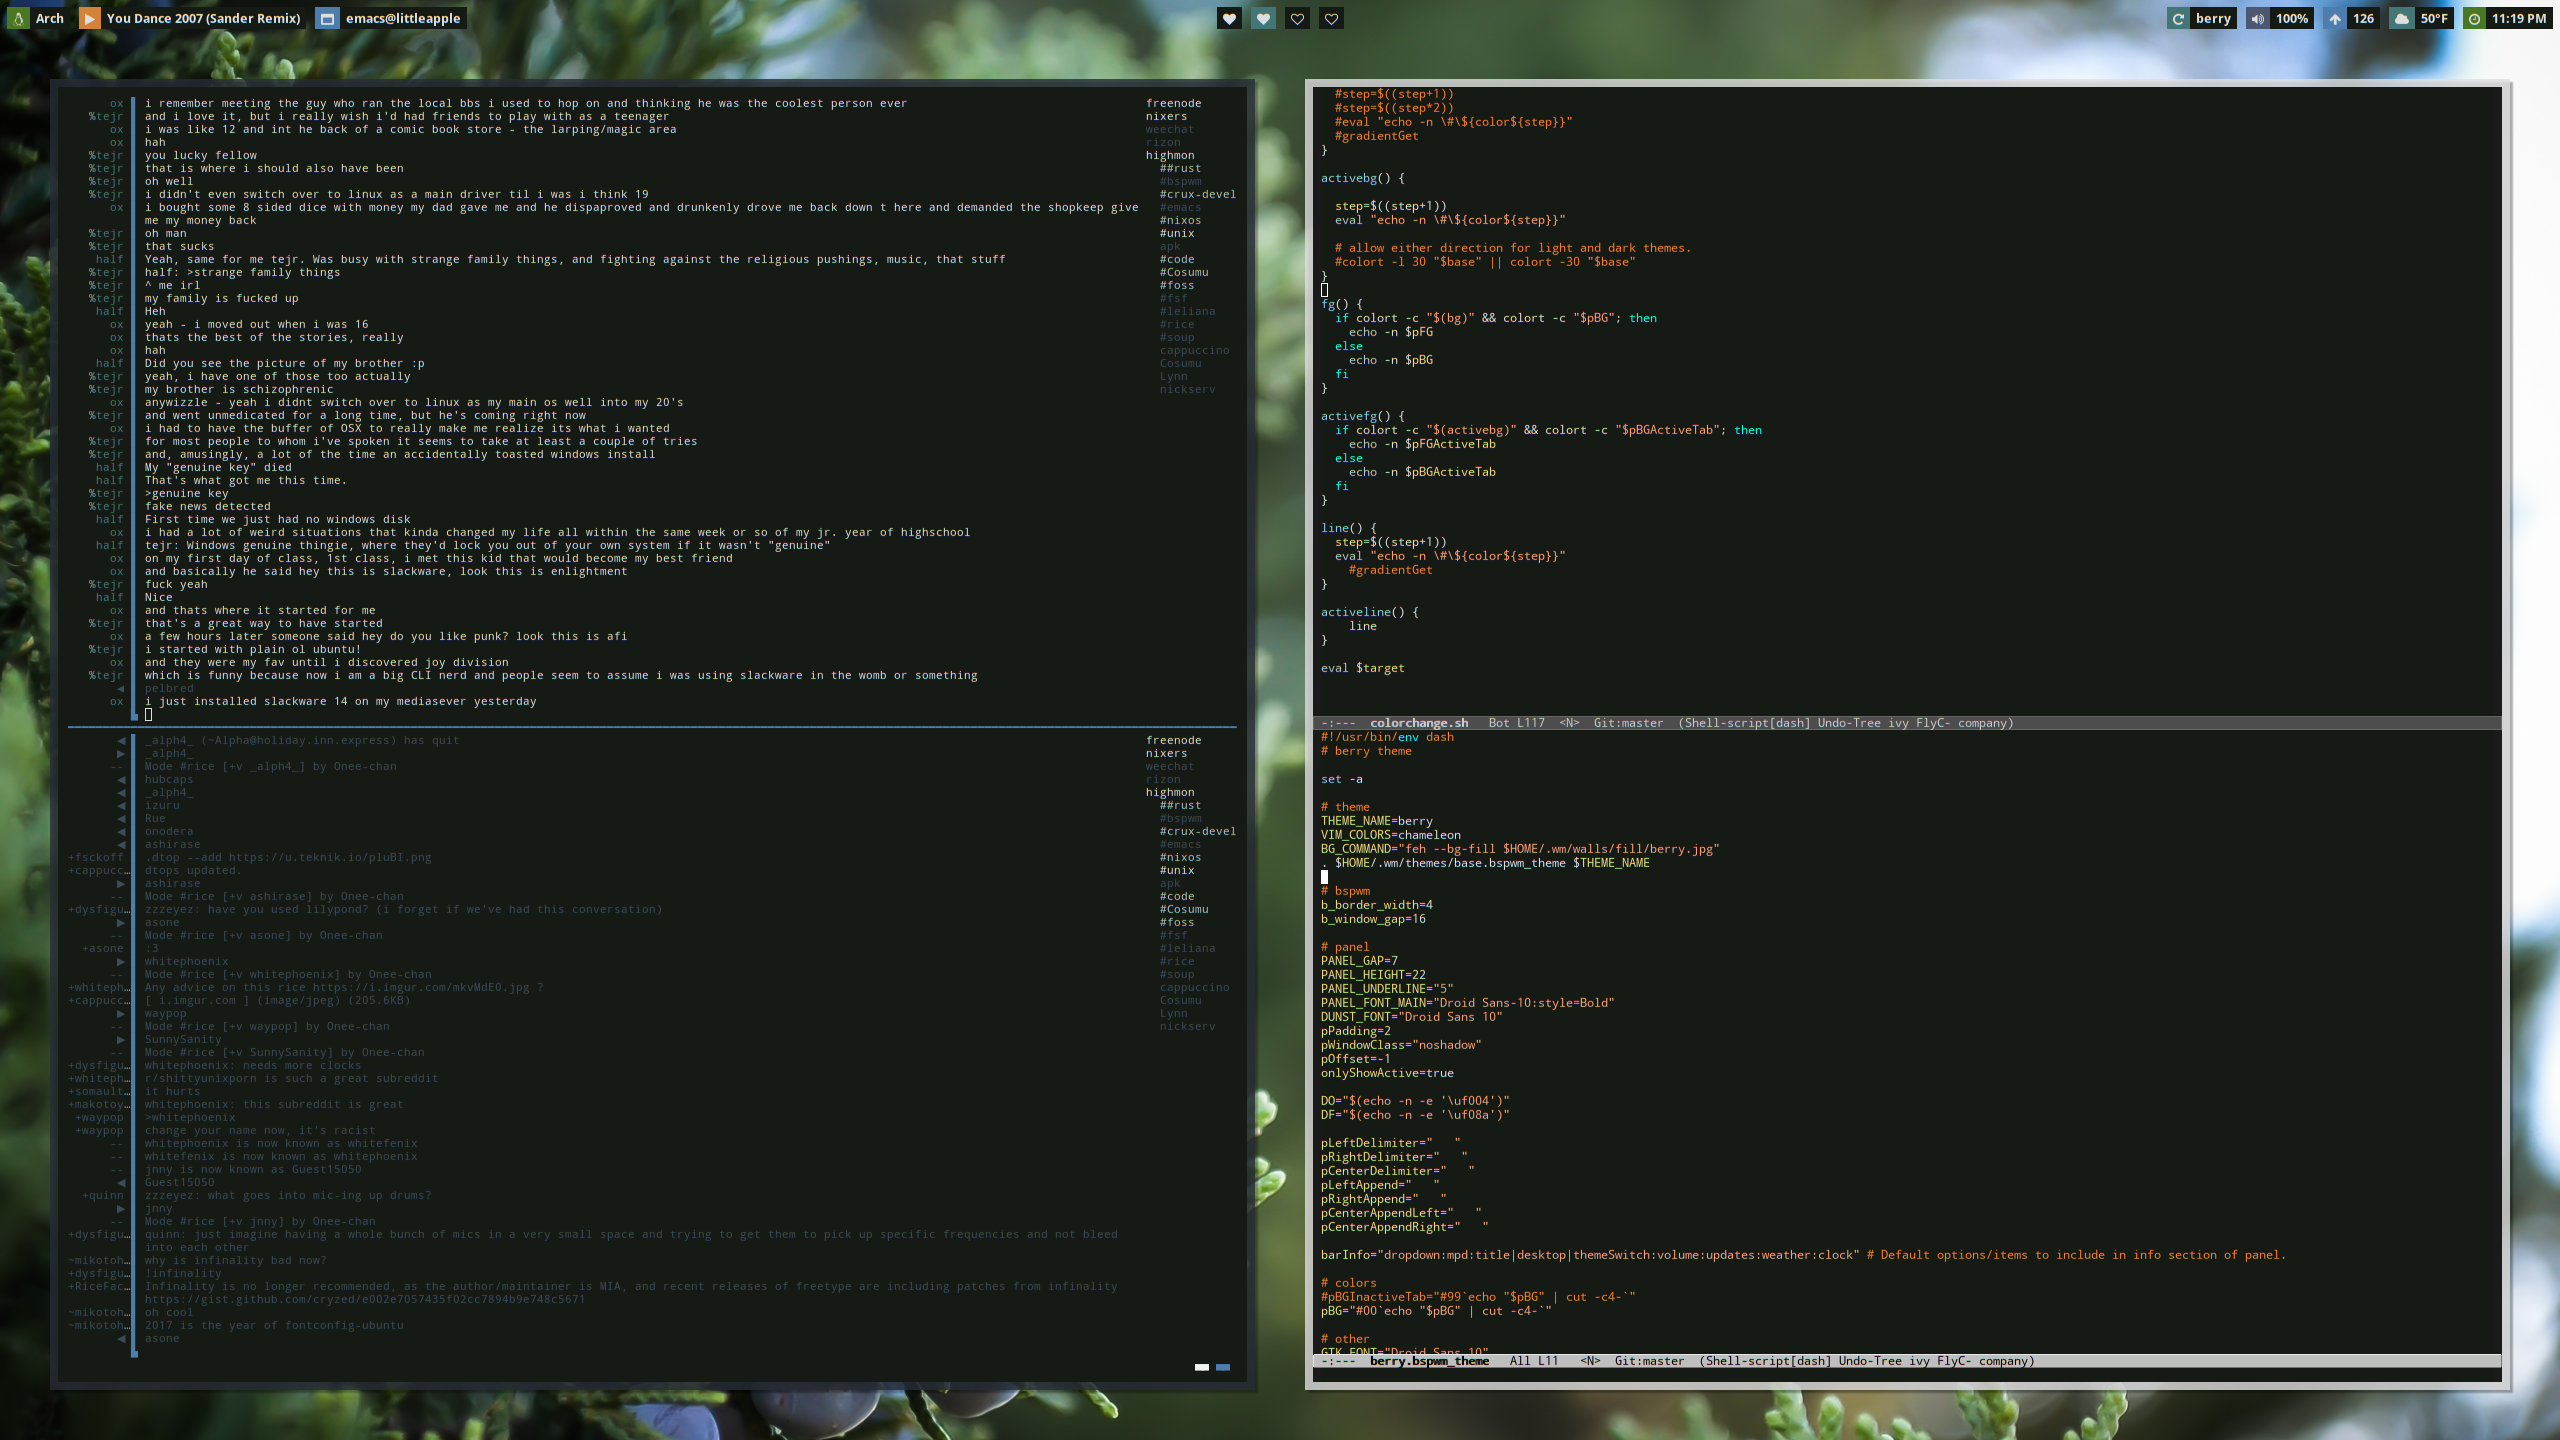 Arch You Dance 2007 (Sander Remix) emacs@littleapple
berry 100% 126 50°F 11:19 PM
ox i remember meeting the guy who ran the local bbs i used to hop on and thinking he was the coolest person ever
%tejr and i love it, but i really wish i'd had friends to play with as a teenager
ox i was like 12 and int he back of a comic book store - the larping/magic area
ox hah
%tejr you lucky fellow
%tejr that is where i should also have been
%tejr oh well
%tejr i didn't even switch over to linux as a main driver til i was i think 19
ox i bought some 8 sided dice with money my dad gave me and he dispaproved and drunkenly drove me back down t here and demanded the shopkeep give
me my money back
%tejr oh man
%tejr that sucks
half Yeah, same for me tejr. Was busy with strange family things, and fighting against the religious pushings, music, that stuff
%tejr half: >strange family things
%tejr ^ me irl
%tejr my family is fucked up
half Heh
ox yeah - i moved out when i was 16
ox thats the best of the stories, really
ox hah
half Did you see the picture of my brother :p
%tejr yeah, i have one of those too actually
%tejr my brother is schizophrenic
ox anywizzle - yeah i didnt switch over to linux as my main os well into my 20's
%tejr and went unmedicated for a long time, but he's coming right now
ox i had to have the buffer of OSX to really make me realize its what i wanted
%tejr for most people to whom i've spoken it seems to take at least a couple of tries
%tejr and, amusingly, a lot of the time an accidentally toasted windows install
half My "genuine key" died
half That's what got me this time.
%tejr >genuine key
%tejr fake news detected
half First time we just had no windows disk
ox i had a lot of weird situations that kinda changed my life all within the same week or so of my jr. year of highschool
half tejr: Windows genuine thingie, where they'd lock you out of your own system if it wasn't "genuine"
ox on my first day of class, 1st class, i met this kid that would become my best friend
ox and basically he said hey this is slackware, look this is enlightment
%tejr fuck yeah
half Nice
ox and thats where it started for me
%tejr that's a great way to have started
ox a few hours later someone said hey do you like punk? look this is afi
%tejr i started with plain ol ubuntu!
ox and they were my fav until i discovered joy division
%tejr which is funny because now i am a big CLI nerd and people seem to assume i was using slackware in the womb or something
◀ pelbred
ox i just installed slackware 14 on my mediasever yesterday
freenode
nixers
weechat
rizon
highmon
##rust
#bspwm
#crux-devel
#emacs
#nixos
#unix
apk
#code
#Cosumu
#foss
#fsf
#leliana
#rice
#soup
cappuccino
Cosumu
Lynn
nickserv
◀ _alph4_ (~Alpha@holiday.inn.express) has quit
▶ _alph4_
-- Mode #rice [+v _alph4_] by Onee-chan
◀ hubcaps
◀ _alph4_
◀ izuru
◀ Rue
◀ onodera
◀ ashirase
+fsckoff .dtop --add https://u.teknik.io/pluBI.png
+cappucc… dtops updated.
▶ ashirase
-- Mode #rice [+v ashirase] by Onee-chan
+dysfigu… zzzeyez: have you used lilypond? (i forget if we've had this conversation)
▶ asone
-- Mode #rice [+v asone] by Onee-chan
+asone :3
▶ whitephoenix
-- Mode #rice [+v whitephoenix] by Onee-chan
+whiteph… Any advice on this rice https://i.imgur.com/mkvMdE0.jpg ?
+cappucc… [ i.imgur.com ] (image/jpeg) (205.6KB)
▶ waypop
-- Mode #rice [+v waypop] by Onee-chan
▶ SunnySanity
-- Mode #rice [+v SunnySanity] by Onee-chan
+dysfigu… whitephoenix: needs more clocks
+whiteph… r/shittyunixporn is such a great subreddit
+somault… it hurts
+makotoy… whitephoenix: this subreddit is great
+waypop >whitephoenix
+waypop change your name now, it's racist
-- whitephoenix is now known as whitefenix
-- whitefenix is now known as whitephoenix
-- jnny is now known as Guest15050
◀ Guest15050
+quinn zzzeyez: what goes into mic-ing up drums?
▶ jnny
-- Mode #rice [+v jnny] by Onee-chan
+dysfigu… quinn: just imagine having a whole bunch of mics in a very small space and trying to get them to pick up specific frequencies and not bleed
into each other
~mikotoh… why is infinality bad now?
+dysfigu… !infinality
+RiceFac… Infinality is no longer recommended, as the author/maintainer is MIA, and recent releases of freetype are including patches from infinality
https://gist.github.com/cryzed/e002e7057435f02cc7894b9e748c5671
~mikotoh… oh cool
~mikotoh… 2017 is the year of fontconfig-ubuntu
◀ asone
freenode
nixers
weechat
rizon
highmon
##rust
#bspwm
#crux-devel
#emacs
#nixos
#unix
apk
#code
#Cosumu
#foss
#fsf
#leliana
#rice
#soup
cappuccino
Cosumu
Lynn
nickserv
#step=$((step+1))
#step=$((step*2))
#eval "echo -n \#\${color${step}}"
#gradientGet
}
activebg() {
step=$((step+1))
eval "echo -n \#\${color${step}}"
# allow either direction for light and dark themes.
#colort -l 30 "$base" || colort -30 "$base"
}
fg() {
if colort -c "$(bg)" && colort -c "$pBG"; then
echo -n $pFG
else
echo -n $pBG
fi
}
activefg() {
if colort -c "$(activebg)" && colort -c "$pBGActiveTab"; then
echo -n $pFGActiveTab
else
echo -n $pBGActiveTab
fi
}
line() {
step=$((step+1))
eval "echo -n \#\${color${step}}"
#gradientGet
}
activeline() {
line
}
eval $target
-:--- colorchange.sh Bot L117 <N> Git:master (Shell-script[dash] Undo-Tree ivy FlyC- company)
#!/usr/bin/env dash
# berry theme
set -a
# theme
THEME_NAME=berry
VIM_COLORS=chameleon
BG_COMMAND="feh --bg-fill $HOME/.wm/walls/fill/berry.jpg"
. $HOME/.wm/themes/base.bspwm_theme $THEME_NAME
# bspwm
b_border_width=4
b_window_gap=16
# panel
PANEL_GAP=7
PANEL_HEIGHT=22
PANEL_UNDERLINE="5"
PANEL_FONT_MAIN="Droid Sans-10:style=Bold"
DUNST_FONT="Droid Sans 10"
pPadding=2
pWindowClass="noshadow"
pOffset=-1
onlyShowActive=true
DO="$(echo -n -e '\uf004')"
DF="$(echo -n -e '\uf08a')"
pLeftDelimiter="   "
pRightDelimiter="   "
pCenterDelimiter="   "
pLeftAppend="   "
pRightAppend="   "
pCenterAppendLeft="   "
pCenterAppendRight="   "
barInfo="dropdown:mpd:title|desktop|themeSwitch:volume:updates:weather:clock" # Default options/items to include in info section of panel.
# colors
#pBGInactiveTab="#99`echo "$pBG" | cut -c4-`"
pBG="#00`echo "$pBG" | cut -c4-`"
# other
GTK_FONT="Droid Sans 10"
-:--- berry.bspwm_theme All L11 <N> Git:master (Shell-script[dash] Undo-Tree ivy FlyC- company)